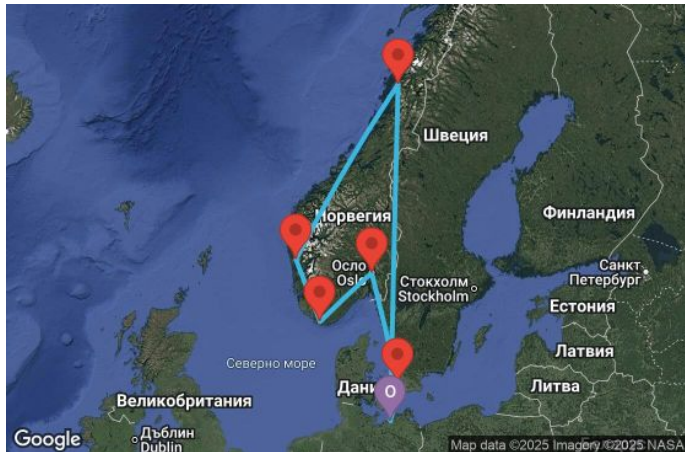 Швеция
Норвегия
Финландия
Осло
Oslo
Санкт
Петербург
Стокхолм
Stockholm
Естония
Латвия
Северно море
Литва
Великобритания
O
Дъблин
Dublin
Google
Map data ©2025 Imagery ©2025 NASA